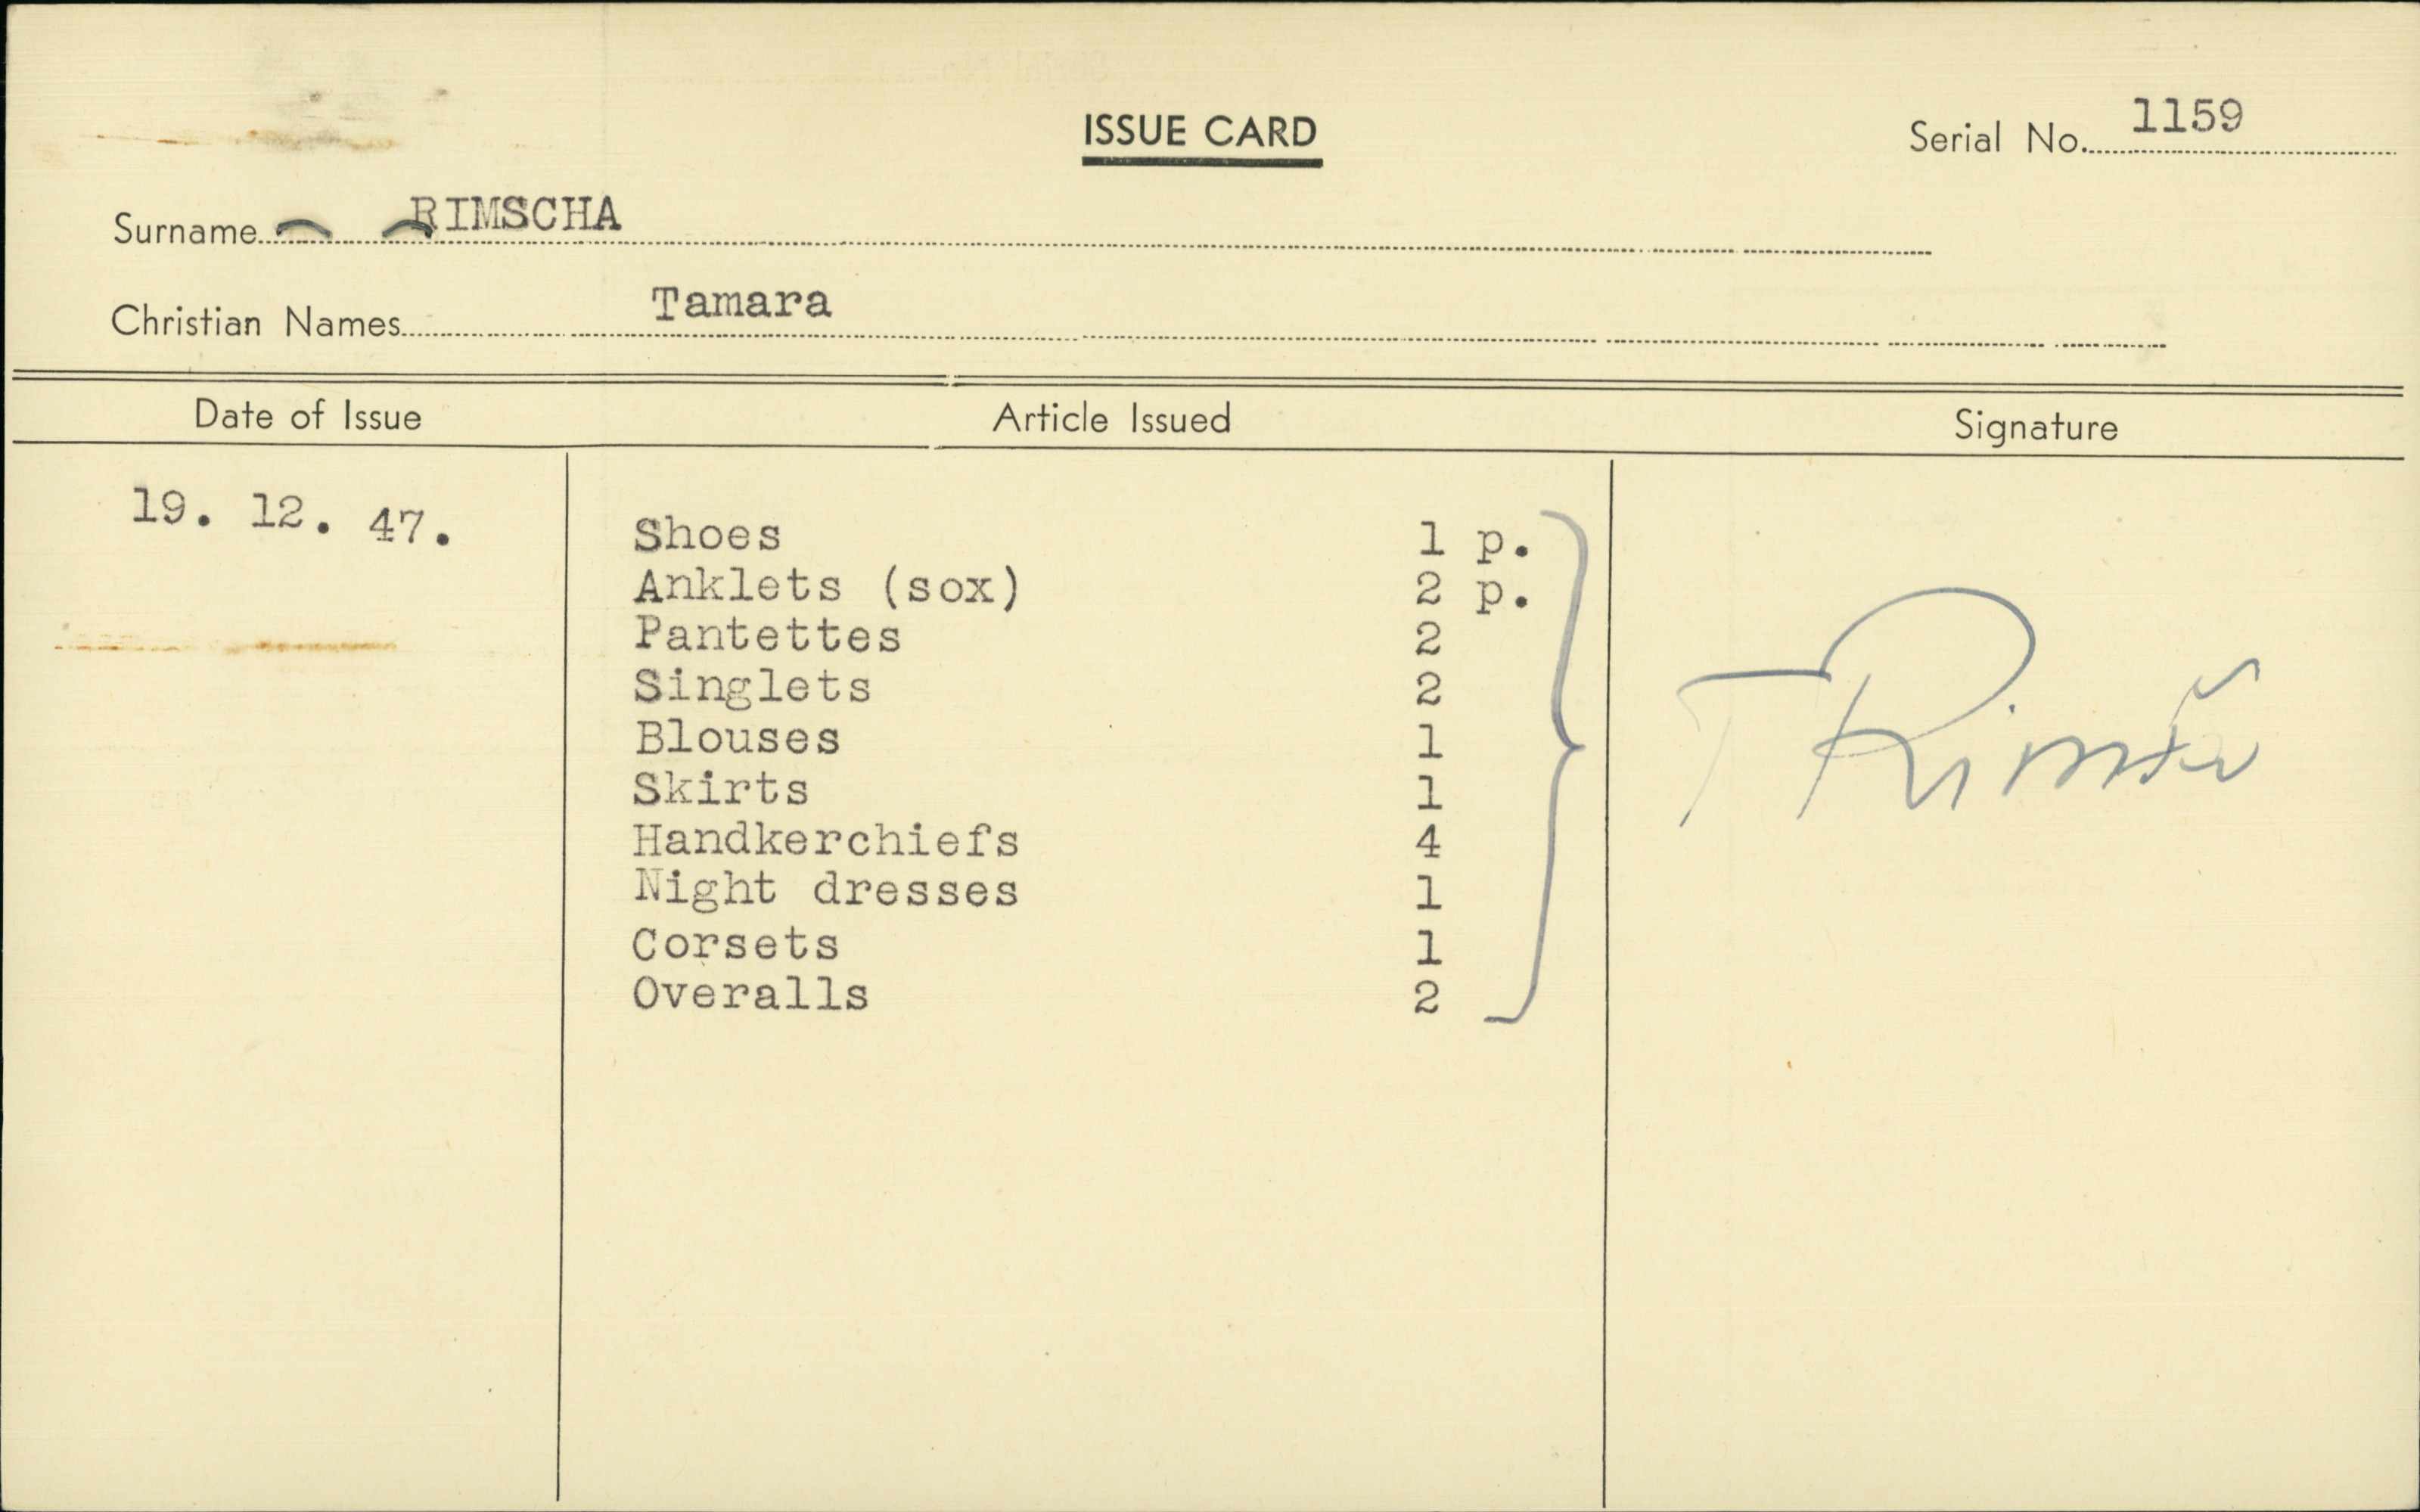 ISSUE CARD
Serial No. 1159
Surname RIMSCHA
Christian Names Tamara
Date of Issue Article Issued Signature
19. 12. 47.
Shoes 1 p.
Anklets (sox) 2 p.
Pantettes 2
Singlets 2
Blouses 1
Skirts 1
Handkerchiefs 4
Night dresses 1
Corsets 1
Overalls 2